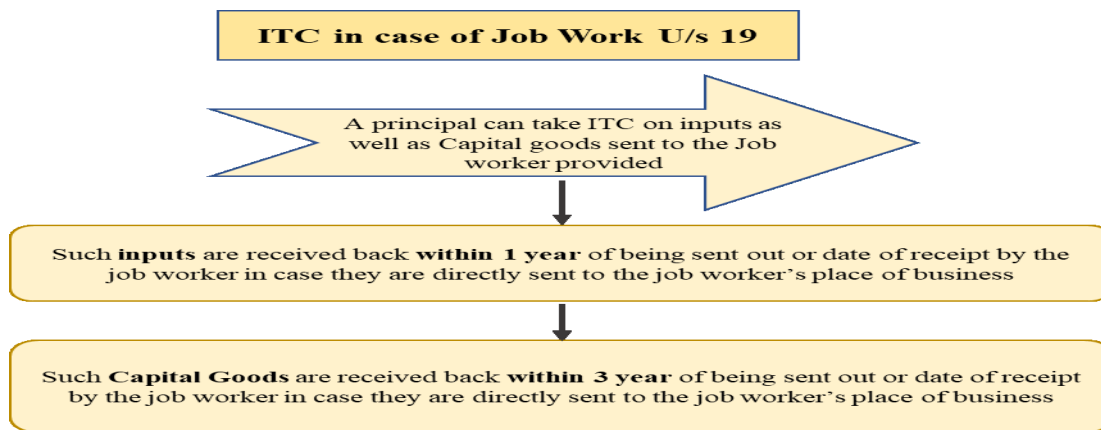 ITC in case of Job Work U/s 19
A principal can take ITC on inputs as
well as Capital goods sent to the Job
worker provided
Such inputs are received back within 1 year of being sent out or date of receipt by the
job worker in case they are directly sent to the job worker’s place of business
Such Capital Goods are received back within 3 year of being sent out or date of receipt
by the job worker in case they are directly sent to the job worker’s place of business